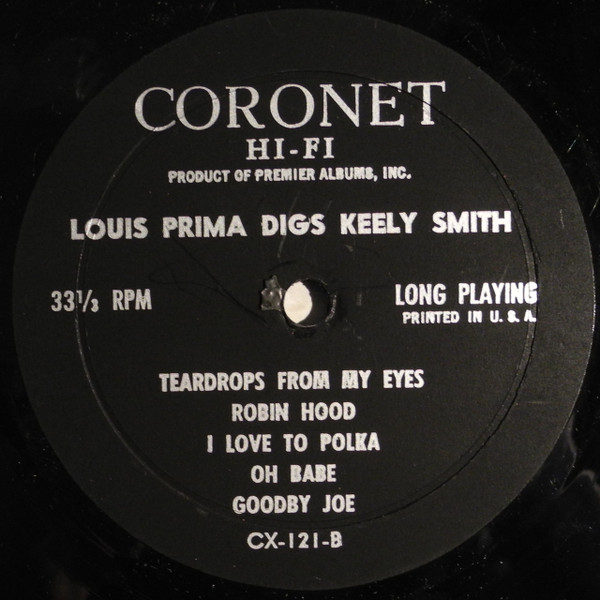 CORONET
HI-FI
PRODUCT OF PREMIER ALBUMS, INC.
LOUIS PRIMA DIGS KEELY SMITH
33⅓ RPM
LONG PLAYING
PRINTED IN U. S. A.
TEARDROPS FROM MY EYES
ROBIN HOOD
I LOVE TO POLKA
OH BABE
GOODBY JOE
CX-121-B